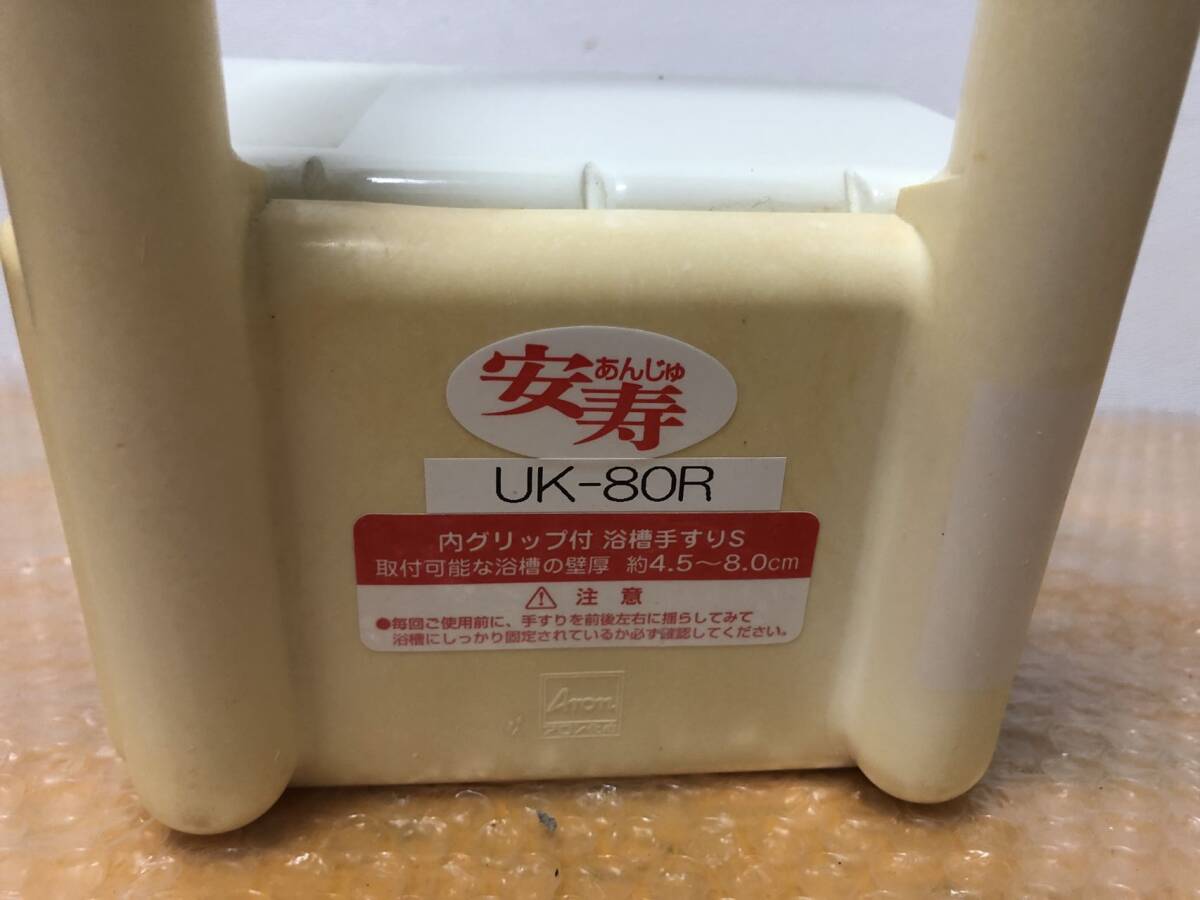 安寿
あんじゅ
UK-80R
内グリップ付 浴槽手すりS
取付可能な浴槽の壁厚 約4.5～8.0cm
⚠ 注 意
●毎回ご使用前に、手すりを前後左右に揺らしてみて
浴槽にしっかり固定されているか必ず確認してください。
Aron